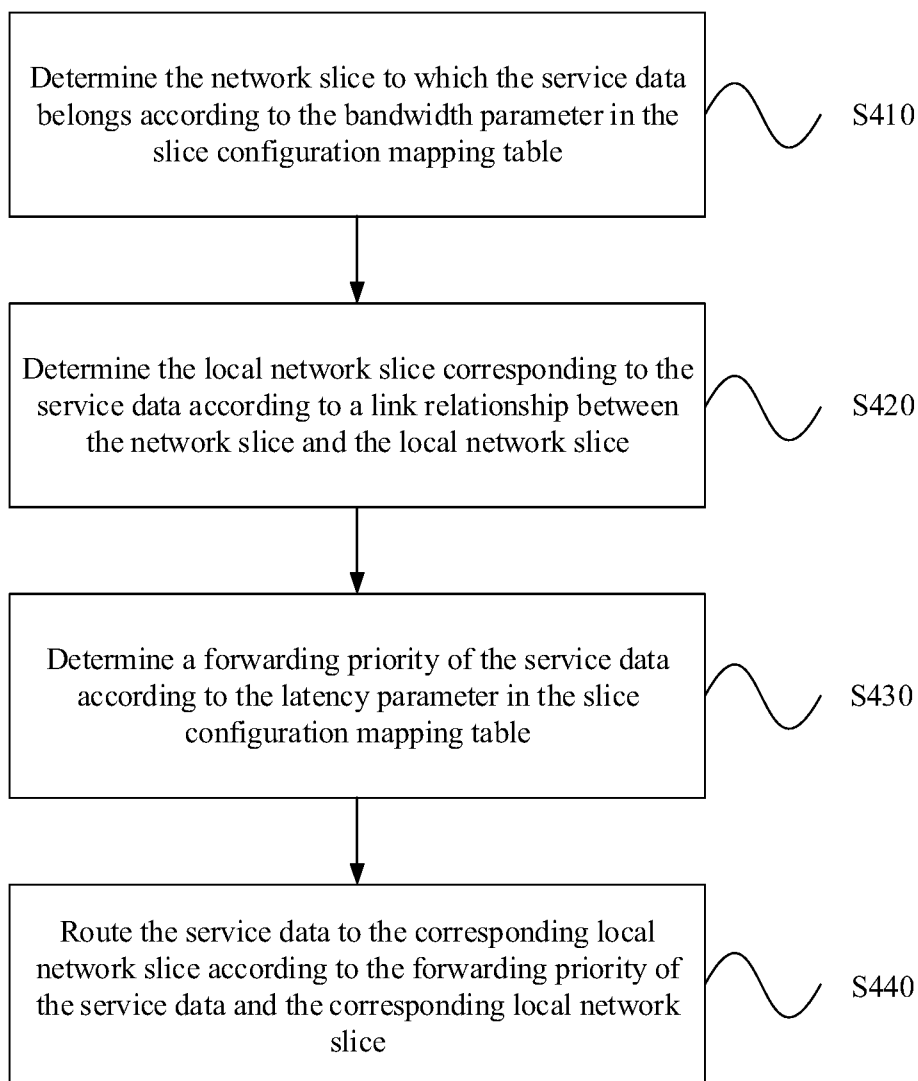 Determine the network slice to which the service data
belongs according to the bandwidth parameter in the
slice configuration mapping table
S410
Determine the local network slice corresponding to the
service data according to a link relationship between
the network slice and the local network slice
S420
Determine a forwarding priority of the service data
according to the latency parameter in the slice
configuration mapping table
S430
Route the service data to the corresponding local
network slice according to the forwarding priority of
the service data and the corresponding local network
slice
S440